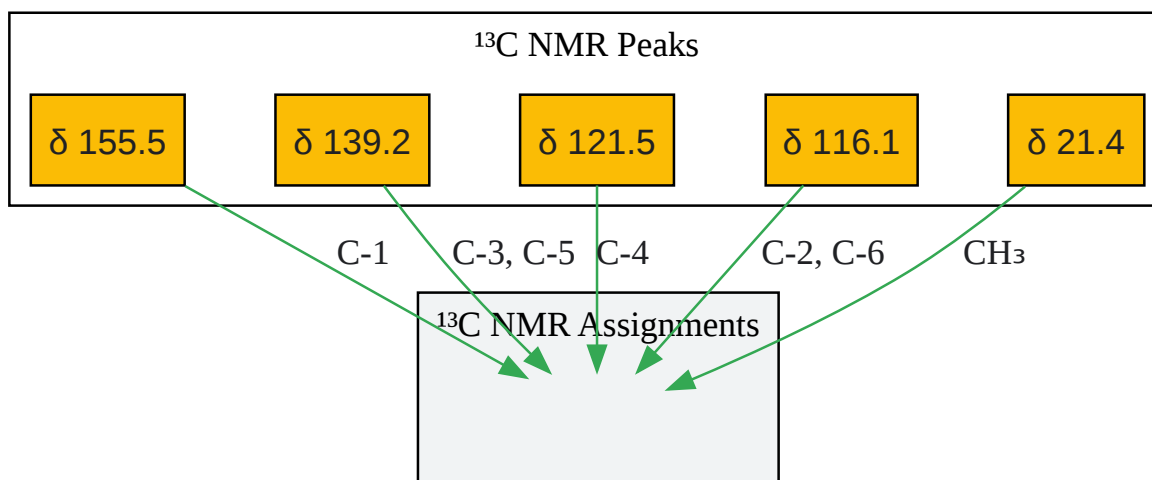 ¹³C NMR Peaks
δ 155.5
δ 139.2
δ 121.5
δ 116.1
δ 21.4
C-1
C-3, C-5
C-4
C-2, C-6
CH₃
¹³C NMR Assignments